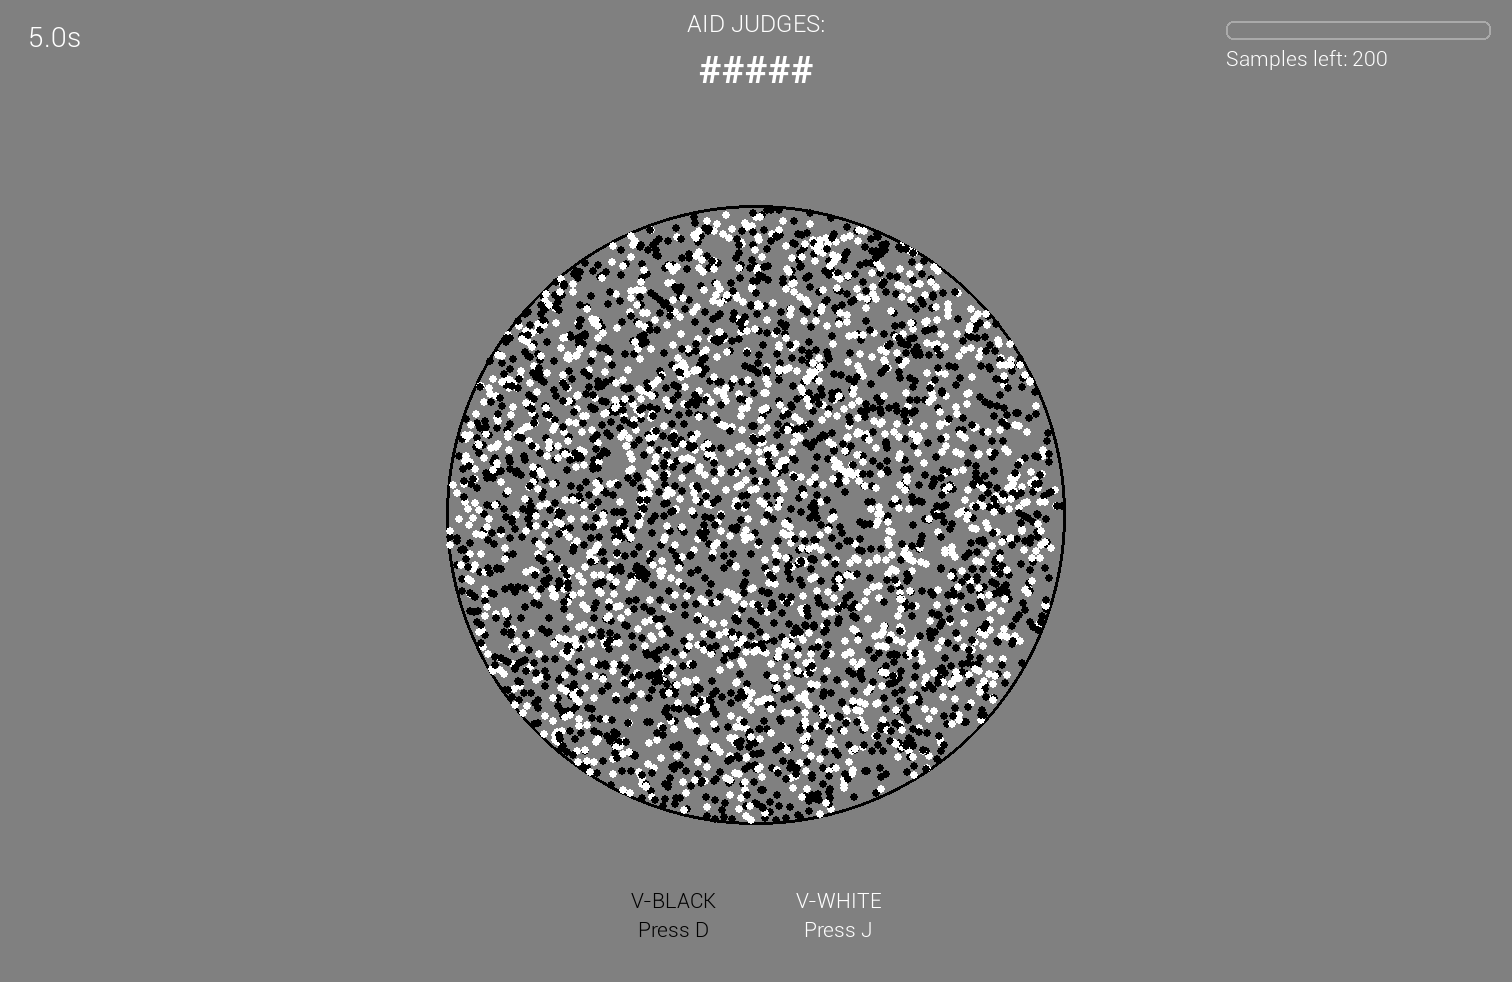 5.0s
AID JUDGES:
#####
Samples left: 200
V-BLACK
Press D
V-WHITE
Press J